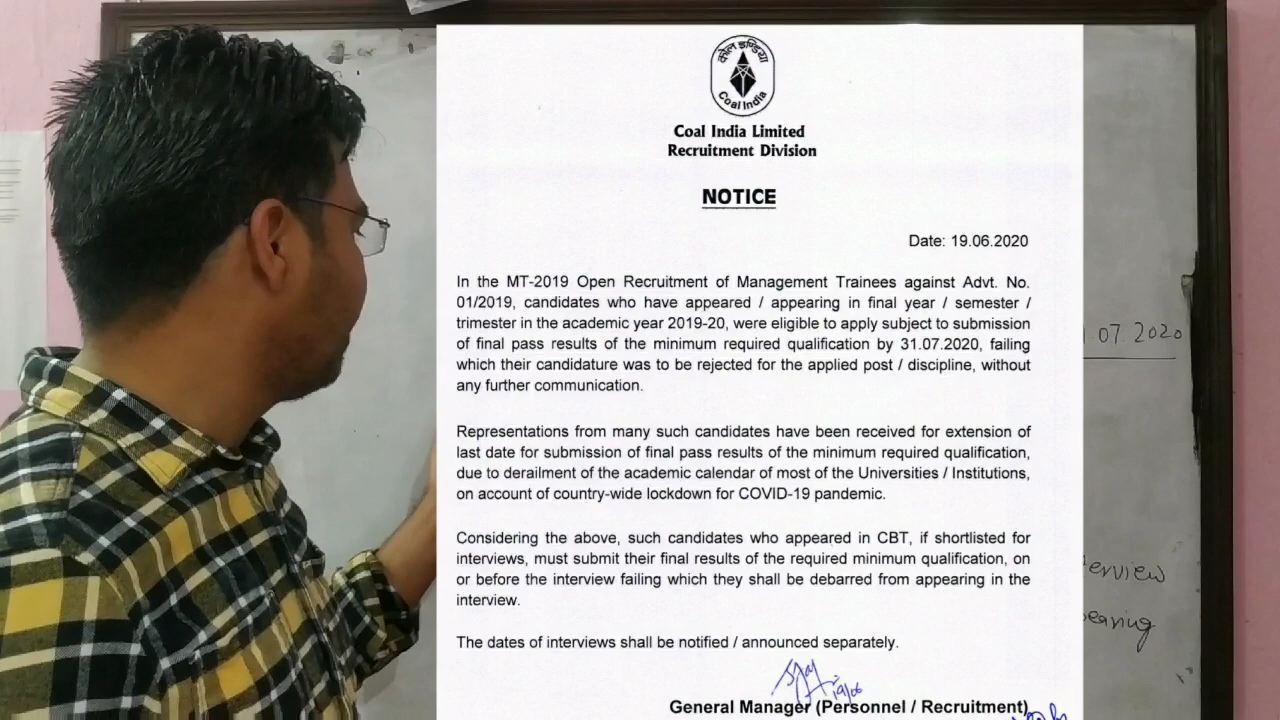 कोल इण्डिया
Coal India
Coal India Limited
Recruitment Division
NOTICE
Date: 19.06.2020
In the MT-2019 Open Recruitment of Management Trainees against Advt. No.
01/2019, candidates who have appeared / appearing in final year / semester /
trimester in the academic year 2019-20, were eligible to apply subject to submission
of final pass results of the minimum required qualification by 31.07.2020, failing
which their candidature was to be rejected for the applied post / discipline, without
any further communication.
Representations from many such candidates have been received for extension of
last date for submission of final pass results of the minimum required qualification,
due to derailment of the academic calendar of most of the Universities / Institutions,
on account of country-wide lockdown for COVID-19 pandemic.
Considering the above, such candidates who appeared in CBT, if shortlisted for
interviews, must submit their final results of the required minimum qualification, on
or before the interview failing which they shall be debarred from appearing in the
interview.
The dates of interviews shall be notified / announced separately.
19/06
General Manager (Personnel / Recruitment)
.07.2020
erview
earing